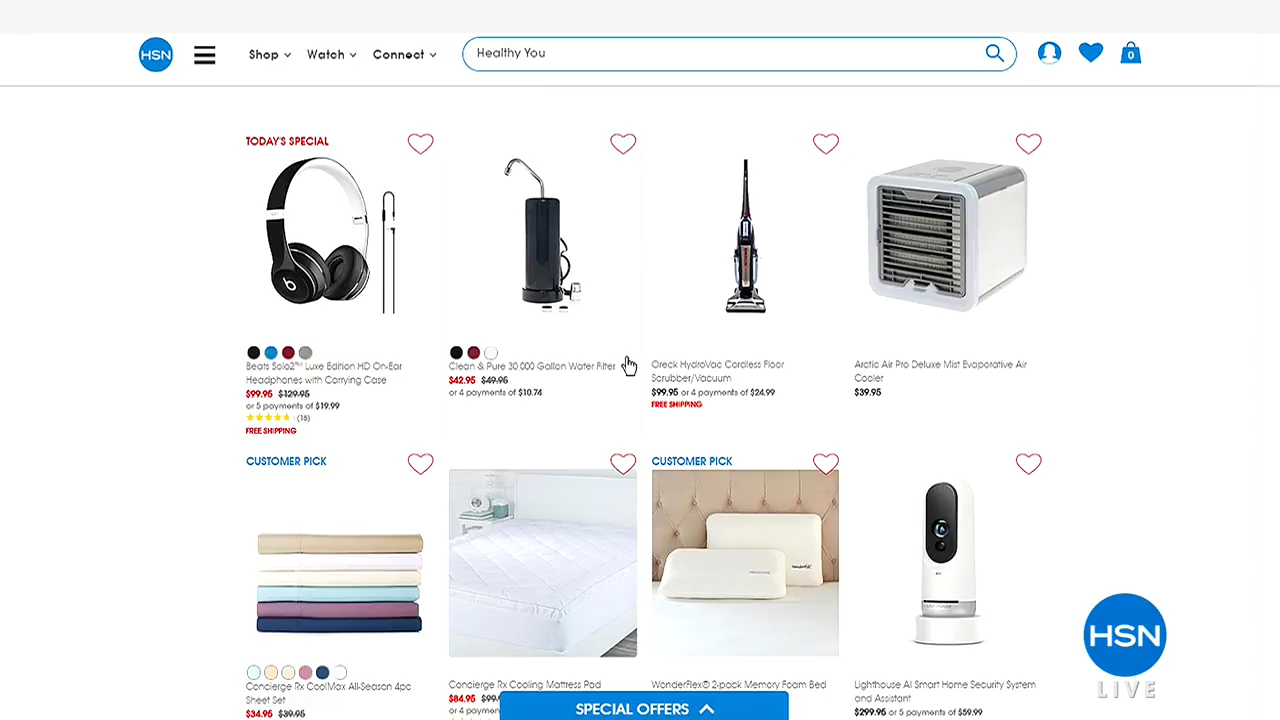 HSN
Shop
Watch
Connect
Healthy You
0
TODAY'S SPECIAL
Beats Solo2™ Luxe Edition HD On-Ear
Headphones with Carrying Case
$99.95 $129.95
or 5 payments of $19.99
(18)
FREE SHIPPING
Clean & Pure 30,000 Gallon Water Filter
$42.95 $49.95
or 4 payments of $10.74
Oreck HydroVac Cordless Floor
Scrubber/Vacuum
$99.95 or 4 payments of $24.99
FREE SHIPPING
Arctic Air Pro Deluxe Mist Evaporative Air
Cooler
$39.95
CUSTOMER PICK
Concierge Rx CoolMax All-Season 4pc
Sheet Set
$34.95 $39.95
Concierge Rx Cooling Mattress Pad
$84.95
or 4
CUSTOMER PICK
WonderFlex® 2-pack Memory Foam Bed
Lighthouse AI Smart Home Security System
and Assistant
$299.95 or 5 payments of $59.99
SPECIAL OFFERS
HSN
LIVE